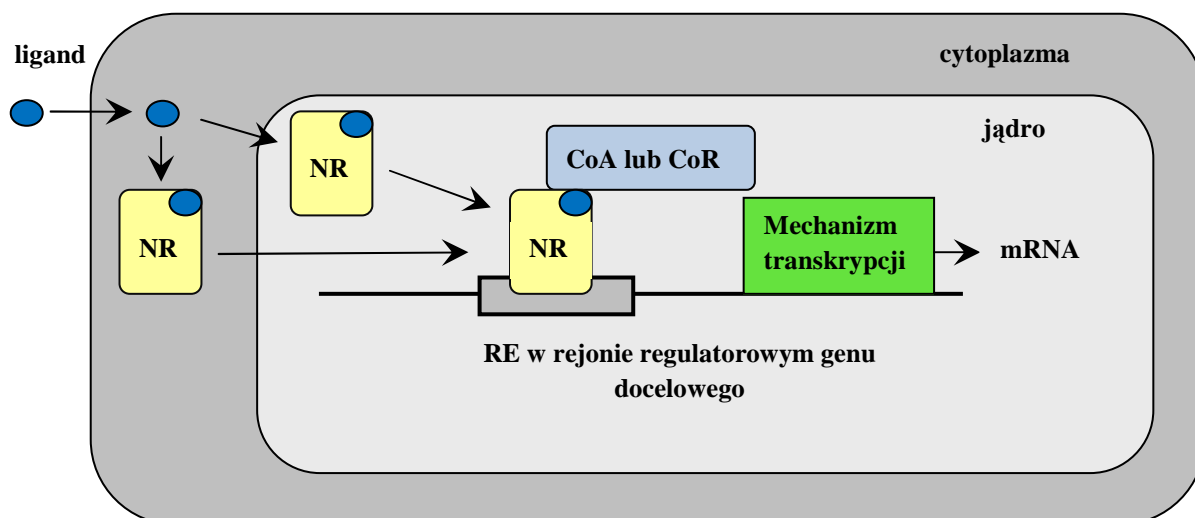 ligand
cytoplazma
jądro
NR
CoA lub CoR
NR
NR
Mechanizm
transkrypcji
mRNA
RE w rejonie regulatorowym genu
docelowego